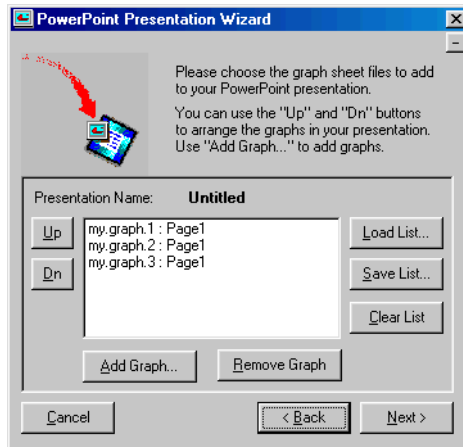 PowerPoint Presentation Wizard
Please choose the graph sheet files to add
to your PowerPoint presentation.
You can use the "Up" and "Dn" buttons
to arrange the graphs in your presentation.
Use "Add Graph..." to add graphs.
Presentation Name: Untitled
Up
my.graph.1 : Page1
my.graph.2 : Page1
my.graph.3 : Page1
Load List...
Dn
Save List...
Clear List
Add Graph... Remove Graph
Cancel < Back Next >